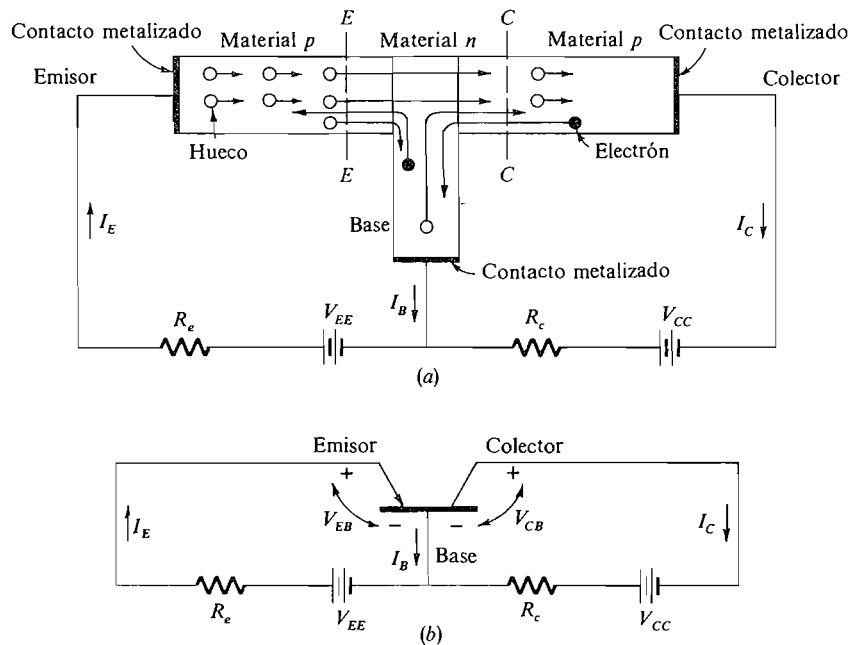 E
C
Contacto metalizado
Material p
Material n
Material p
Contacto metalizado
Emisor
Colector
Hueco
Electrón
E
C
Base
I_E
I_C
Contacto metalizado
I_B
R_e
V_EE
R_c
V_CC
(a)
Emisor
Colector
+
+
V_EB
V_CB
I_E
I_C
−
−
I_B
Base
R_e
V_EE
R_c
V_CC
(b)